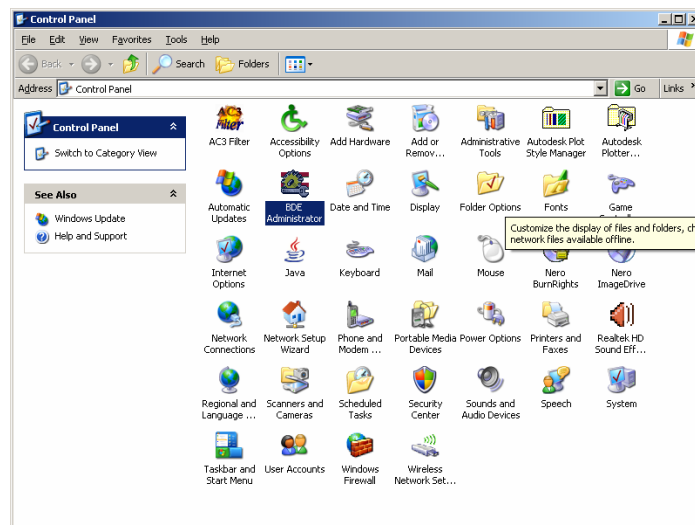 Control Panel
File Edit View Favorites Tools Help
Back Search Folders
Address Control Panel Go Links
Control Panel
Switch to Category View
See Also
Windows Update
Help and Support
AC3 Filter
AC3 Filter
Accessibility Options
Add Hardware
Add or Remov...
Administrative Tools
Autodesk Plot Style Manager
Autodesk Plotter...
Automatic Updates
BDE Administrator
Date and Time
Display
Folder Options
Fonts
Game
Customize the display of files and folders, ch
network files available offline.
Internet Options
Java
Keyboard
Mail
Mouse
Nero BurnRights
Nero ImageDrive
Network Connections
Network Setup Wizard
Phone and Modem ...
Portable Media Devices
Power Options
Printers and Faxes
Realtek HD Sound Eff...
Regional and Language ...
Scanners and Cameras
Scheduled Tasks
Security Center
Sounds and Audio Devices
Speech
System
Taskbar and Start Menu
User Accounts
Windows Firewall
Wireless Network Set...